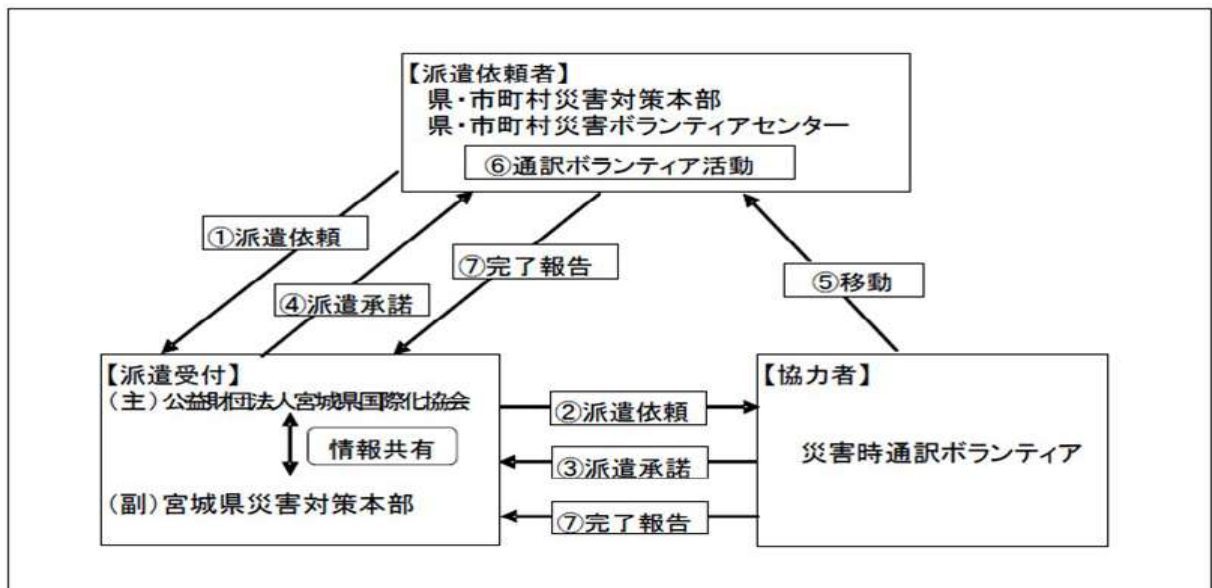 【派遣依頼者】
県・市町村災害対策本部
県・市町村災害ボランティアセンター
⑥通訳ボランティア活動
①派遣依頼
⑦完了報告
④派遣承諾
⑤移動
【派遣受付】
(主)公益財団法人宮城県国際化協会
情報共有
(副)宮城県災害対策本部
②派遣依頼
③派遣承諾
⑦完了報告
【協力者】
災害時通訳ボランティア